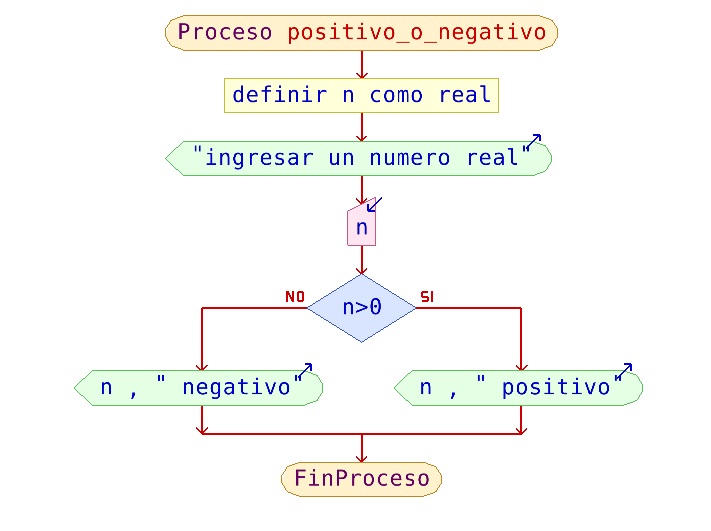 Proceso positivo_o_negativo
definir n como real
"ingresar un numero real"
n
n>0
NO
SI
n , " negativo"
n , " positivo"
FinProceso